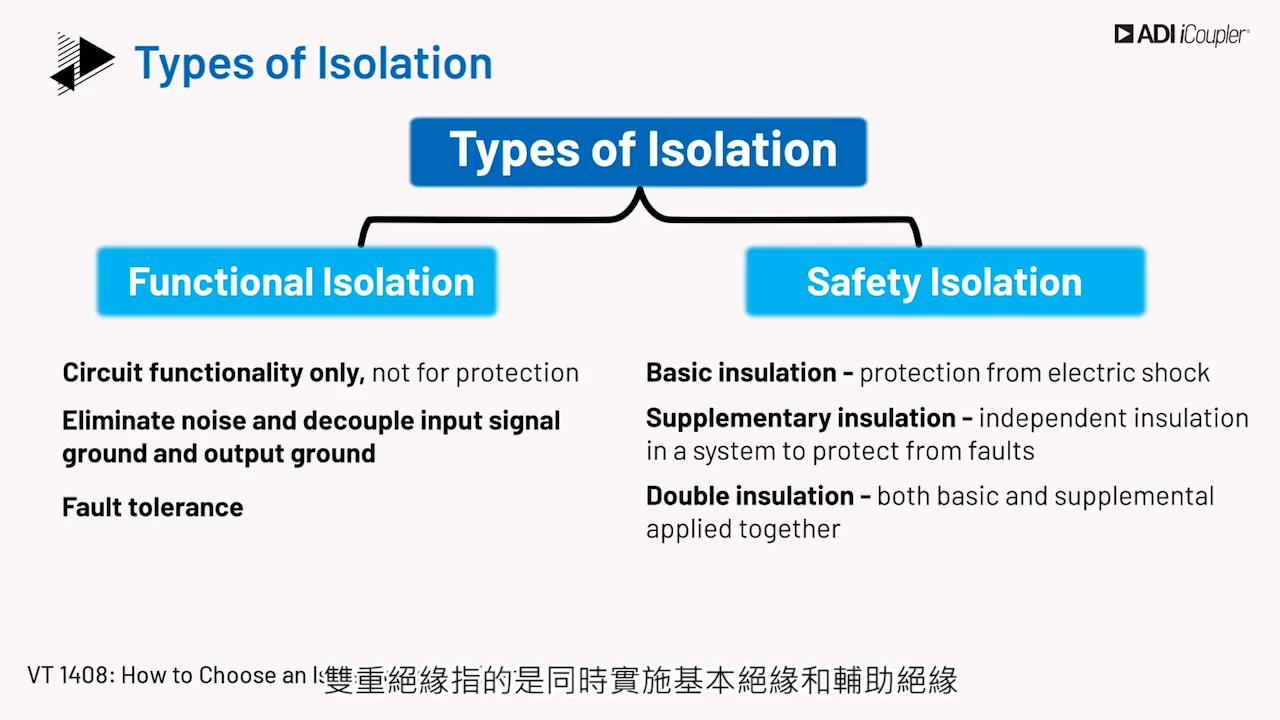 Types of Isolation
ADI iCoupler®
Types of Isolation
Functional Isolation
Safety Isolation
Circuit functionality only, not for protection
Eliminate noise and decouple input signal
ground and output ground
Fault tolerance
Basic insulation - protection from electric shock
Supplementary insulation - independent insulation
in a system to protect from faults
Double insulation - both basic and supplemental
applied together
VT 1408: How to Choose an
雙重絕緣指的是同時實施基本絕緣和輔助絕緣